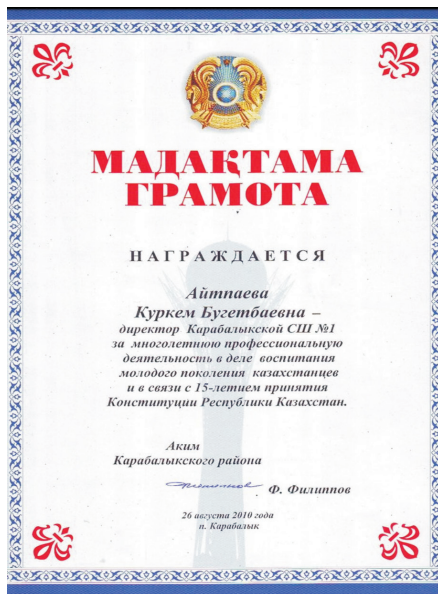 МАДАҚТАМА
ГРАМОТА
НАГРАЖДАЕТСЯ
Айтпаева
Куркем Бугетбаевна –
директор Карабалыкской СШ №1
за многолетнюю профессиональную
деятельность в деле воспитания
молодого поколения казахстанцев
и в связи с 15-летием принятия
Конституции Республики Казахстан.
Аким
Карабалыкского района
Ф. Филиппов
26 августа 2010 года
п. Карабалык